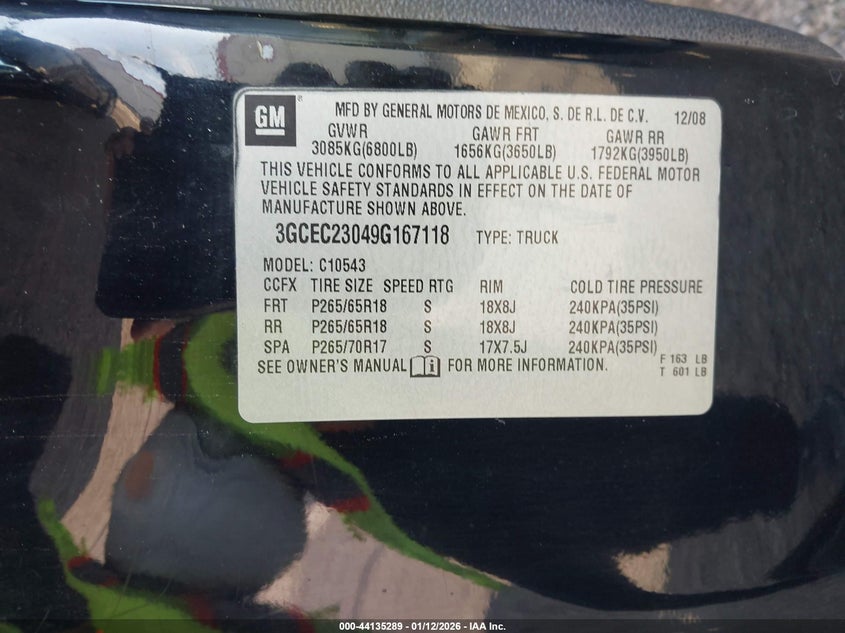 GM
MFD BY GENERAL MOTORS DE MEXICO, S. DE R.L. DE C.V. 12/08
GVWR GAWR FRT GAWR RR
3085KG(6800LB) 1656KG(3650LB) 1792KG(3950LB)
THIS VEHICLE CONFORMS TO ALL APPLICABLE U.S. FEDERAL MOTOR
VEHICLE SAFETY STANDARDS IN EFFECT ON THE DATE OF
MANUFACTURE SHOWN ABOVE.
3GCEC23049G167118 TYPE: TRUCK
MODEL: C10543
CCFX TIRE SIZE SPEED RTG RIM COLD TIRE PRESSURE
FRT P265/65R18 S 18X8J 240KPA(35PSI)
RR P265/65R18 S 18X8J 240KPA(35PSI)
SPA P265/70R17 S 17X7.5J 240KPA(35PSI)
SEE OWNER'S MANUAL FOR MORE INFORMATION.
F 163 LB
T 601 LB
000-44135289 - 01/12/2026 - IAA Inc.